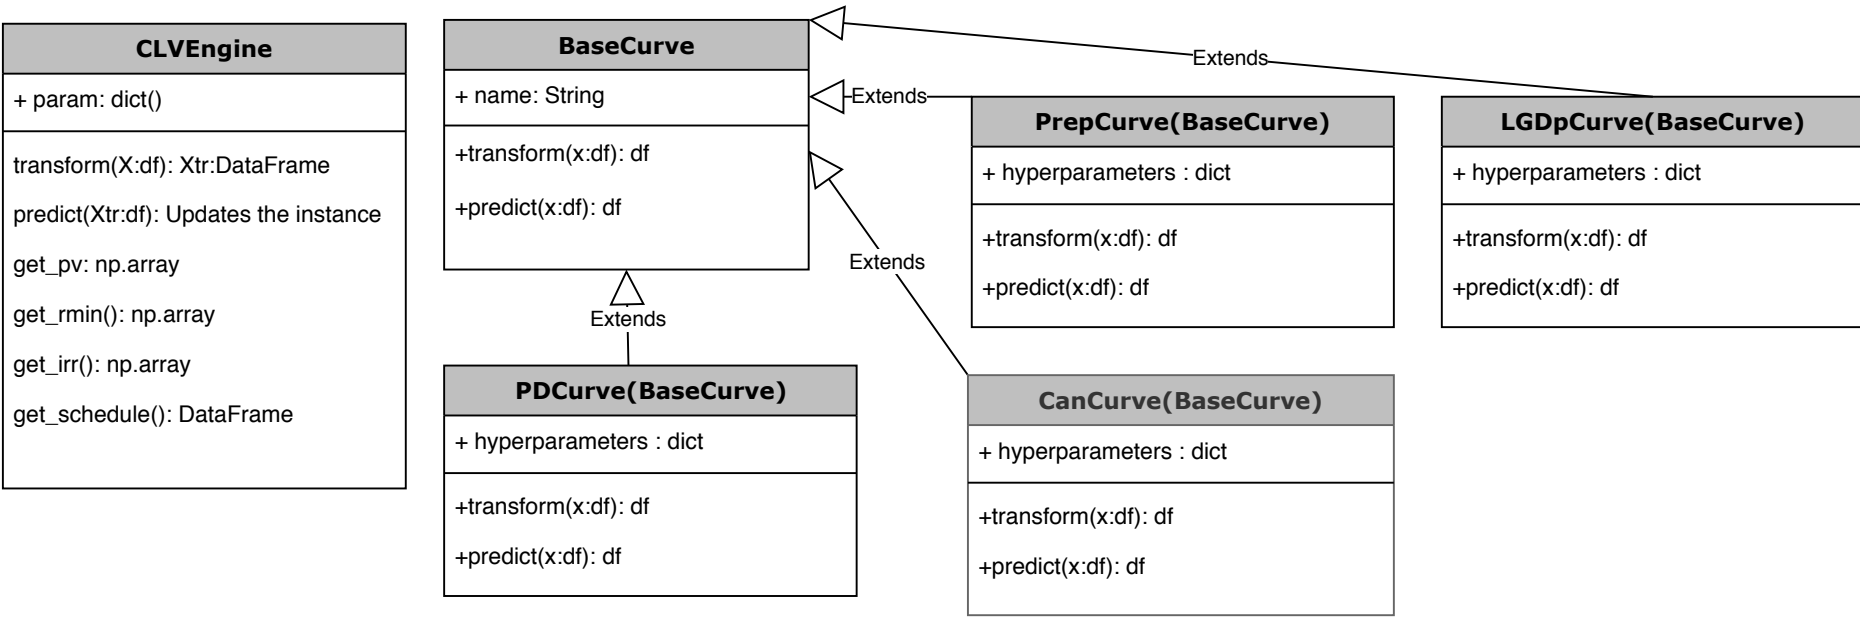 CLVEngine
+ param: dict()
transform(X:df): Xtr:DataFrame
predict(Xtr:df): Updates the instance
get_pv: np.array
get_rmin(): np.array
get_irr(): np.array
get_schedule(): DataFrame
BaseCurve
+ name: String
+transform(x:df): df
+predict(x:df): df
Extends
Extends
Extends
Extends
PrepCurve(BaseCurve)
+ hyperparameters : dict
+transform(x:df): df
+predict(x:df): df
LGDpCurve(BaseCurve)
+ hyperparameters : dict
+transform(x:df): df
+predict(x:df): df
PDCurve(BaseCurve)
+ hyperparameters : dict
+transform(x:df): df
+predict(x:df): df
CanCurve(BaseCurve)
+ hyperparameters : dict
+transform(x:df): df
+predict(x:df): df